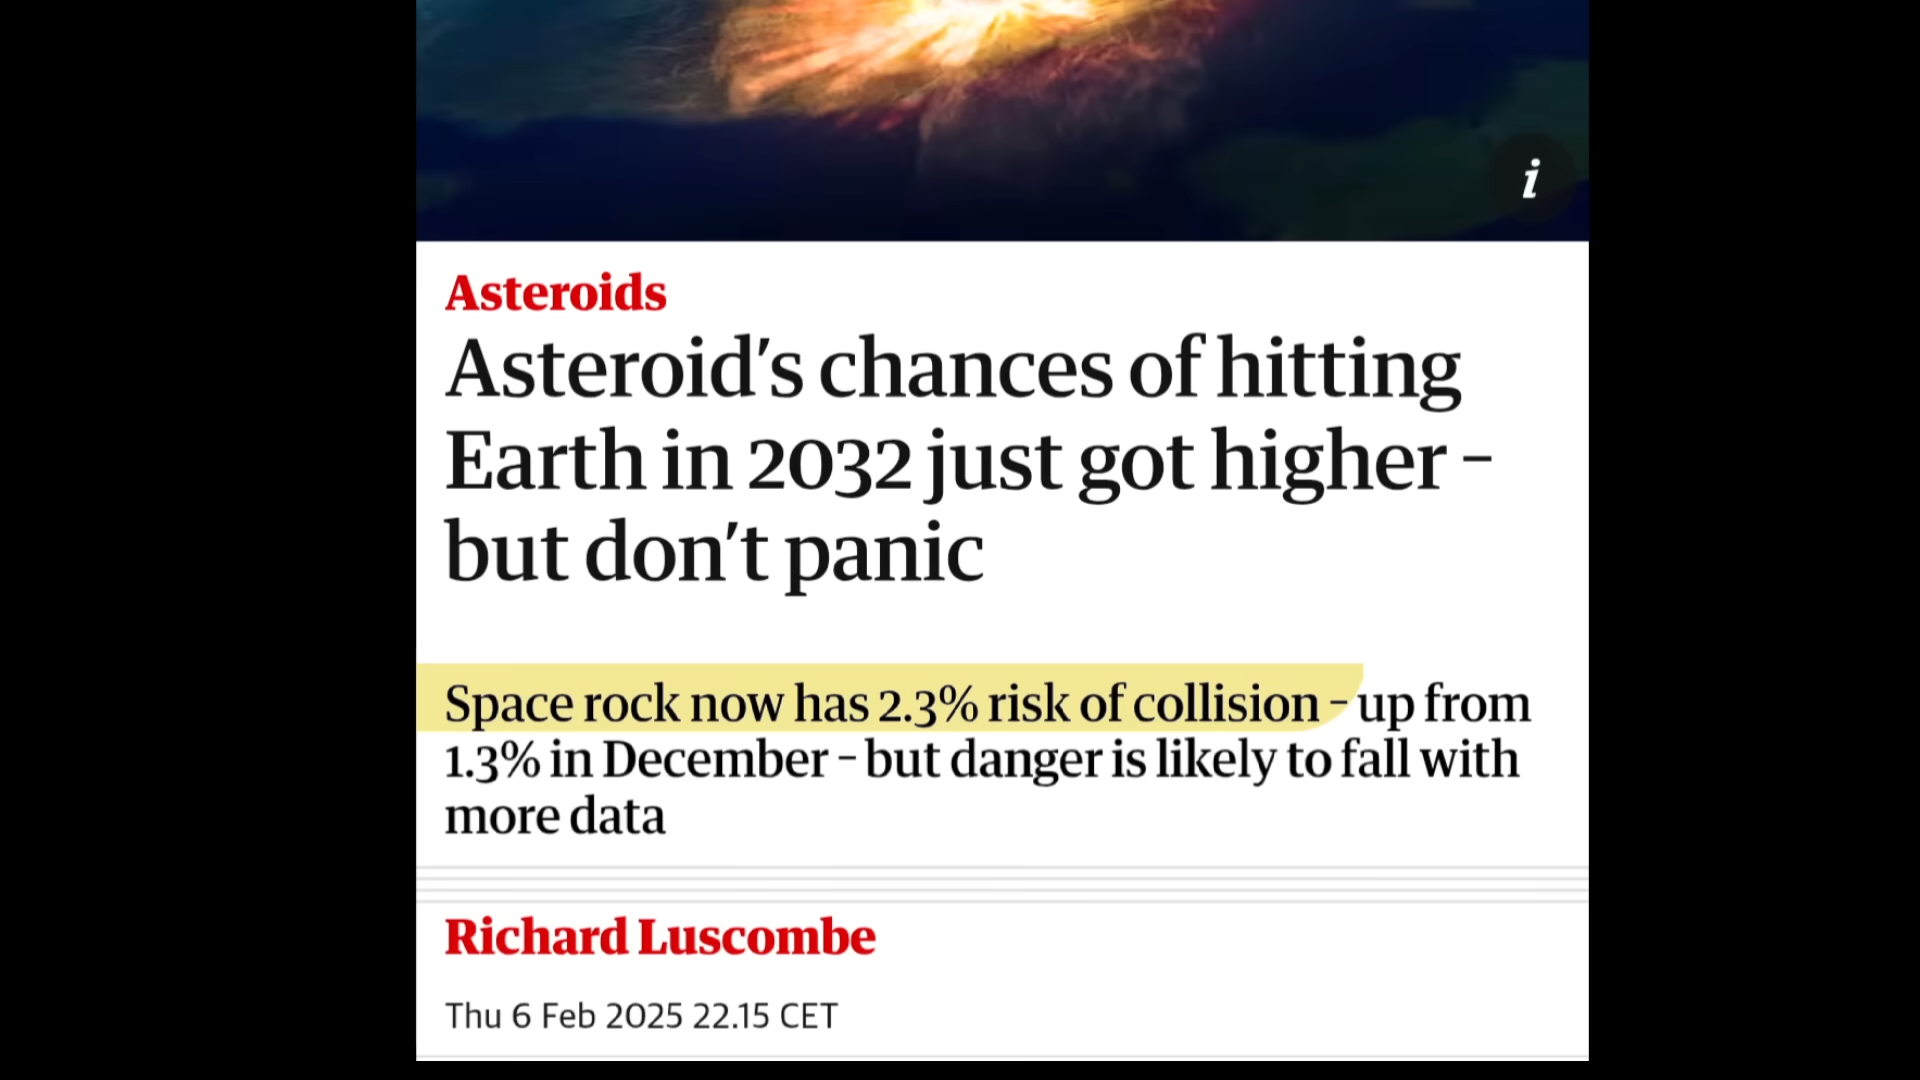 i
Asteroids
Asteroid’s chances of hitting
Earth in 2032 just got higher –
but don’t panic
Space rock now has 2.3% risk of collision – up from
1.3% in December – but danger is likely to fall with
more data
Richard Luscombe
Thu 6 Feb 2025 22.15 CET